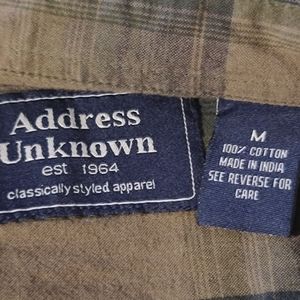 Address
Unknown
est 1964
classically styled apparel
M
100% COTTON
MADE IN INDIA
SEE REVERSE FOR
CARE